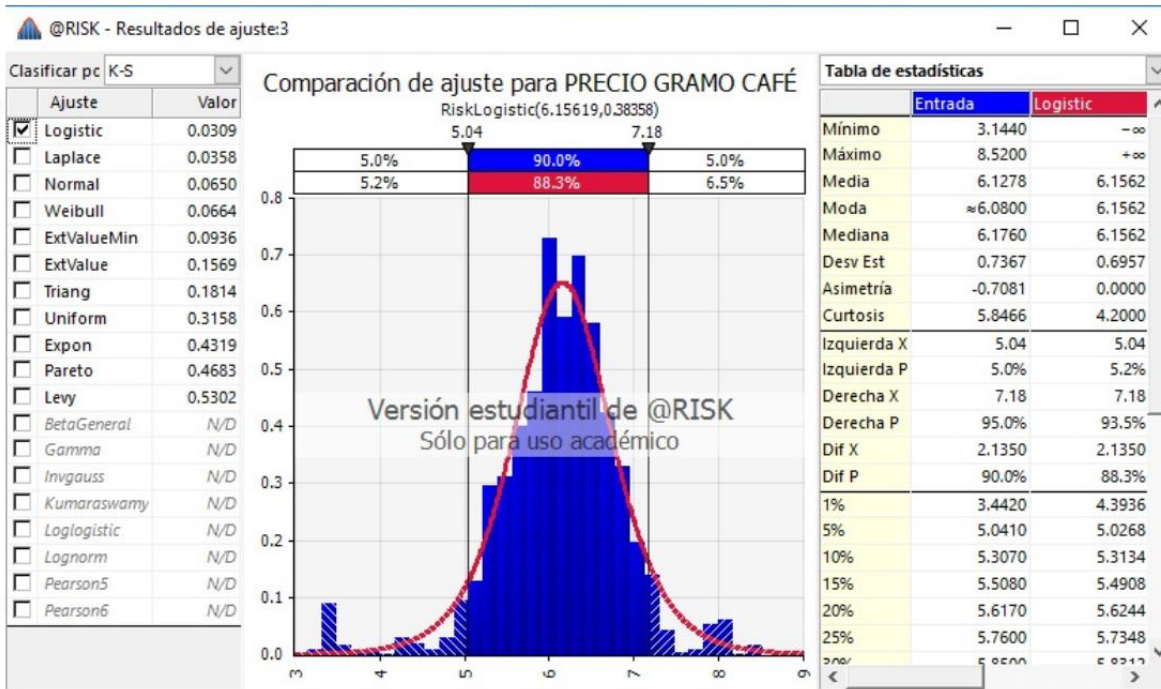 @RISK - Resultados de ajuste:3
Clasificar pc K-S
Ajuste Valor
Logistic 0.0309
Laplace 0.0358
Normal 0.0650
Weibull 0.0664
ExtValueMin 0.0936
ExtValue 0.1569
Triang 0.1814
Uniform 0.3158
Expon 0.4319
Pareto 0.4683
Levy 0.5302
BetaGeneral N/D
Gamma N/D
Invgauss N/D
Kumaraswamy N/D
Loglogistic N/D
Lognorm N/D
Pearson5 N/D
Pearson6 N/D
Comparación de ajuste para PRECIO GRAMO CAFÉ
RiskLogistic(6.15619,0.38358)
5.04 7.18
5.0% 90.0% 5.0%
5.2% 88.3% 6.5%
0.8
0.7
0.6
0.5
0.4
0.3
0.2
0.1
0.0
Versión estudiantil de @RISK
Sólo para uso académico
3 4 5 6 7 8 9
Tabla de estadísticas
Entrada Logistic
Mínimo 3.1440 -∞
Máximo 8.5200 +∞
Media 6.1278 6.1562
Moda ≈6.0800 6.1562
Mediana 6.1760 6.1562
Desv Est 0.7367 0.6957
Asimetría -0.7081 0.0000
Curtosis 5.8466 4.2000
Izquierda X 5.04 5.04
Izquierda P 5.0% 5.2%
Derecha X 7.18 7.18
Derecha P 95.0% 93.5%
Dif X 2.1350 2.1350
Dif P 90.0% 88.3%
1% 3.4420 4.3936
5% 5.0410 5.0268
10% 5.3070 5.3134
15% 5.5080 5.4908
20% 5.6170 5.6244
25% 5.7600 5.7348
30% 5.8500 5.8312